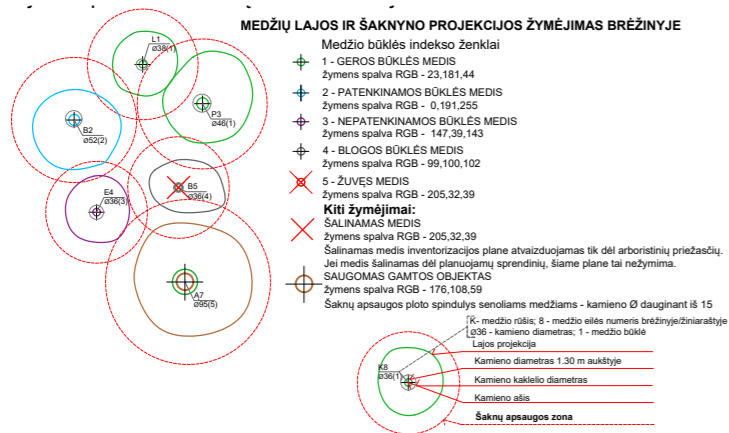 MEDŽIŲ LAJOS IR ŠAKNYNO PROJEKCIJOS ŽYMĖJIMAS BRĖŽINYJE
L1
ø38(1)
P3
ø46(1)
B2
ø52(2)
E4
ø36(3)
B5
ø36(4)
A7
ø95(5)
Medžio būklės indekso ženklai
1 - GEROS BŪKLĖS MEDIS
žymens spalva RGB - 23,181,44
2 - PATENKINAMOS BŪKLĖS MEDIS
žymens spalva RGB - 0,191,255
3 - NEPATENKINAMOS BŪKLĖS MEDIS
žymens spalva RGB - 147,39,143
4 - BLOGOS BŪKLĖS MEDIS
žymens spalva RGB - 99,100,102
5 - ŽUVĘS MEDIS
žymens spalva RGB - 205,32,39
Kiti žymėjimai:
ŠALINAMAS MEDIS
žymens spalva RGB - 205,32,39
Šalinamas medis inventorizacijos plane atvaizduojamas tik dėl arboristinių priežasčių.
Jei medis šalinamas dėl planuojamų sprendinių, šiame plane tai nežymima.
SAUGOMAS GAMTOS OBJEKTAS
žymens spalva RGB - 176,108,59
Šaknų apsaugos ploto spindulys senoliams medžiams - kamieno Ø dauginant iš 15
K- medžio rūšis; 8 - medžio eilės numeris brėžinyje/žiniaraštyje
ø36 - kamieno diametras; 1 - medžio būklė
Lajos projekcija
Kamieno diametras 1.30 m aukštyje
K8
ø36(1)
Kamieno kaklelio diametras
Kamieno ašis
Šaknų apsaugos zona